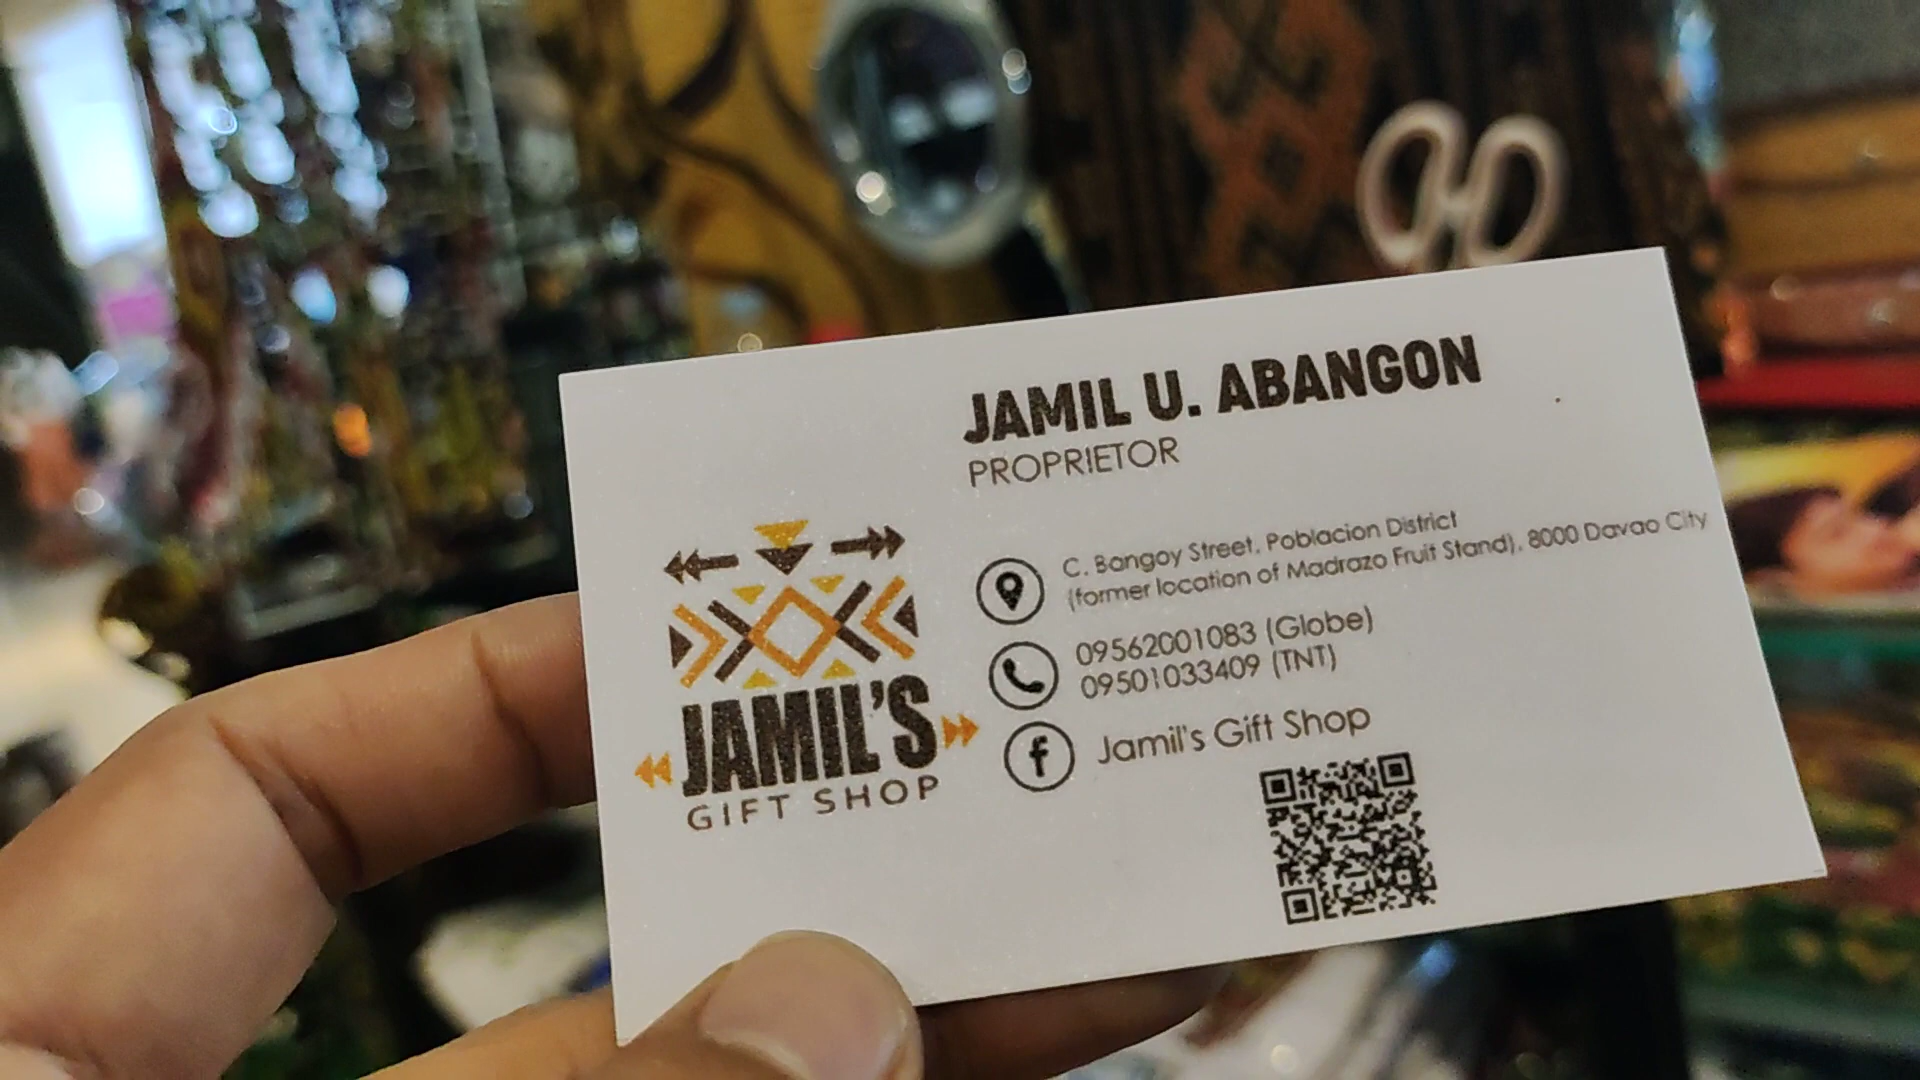 JAMIL U. ABANGON
PROPRIETOR
C. Bangoy Street, Poblacion District
(former location of Madrazo Fruit Stand), 8000 Davao City
09562001083 (Globe)
09501033409 (TNT)
Jamil's Gift Shop
JAMIL'S
GIFT SHOP